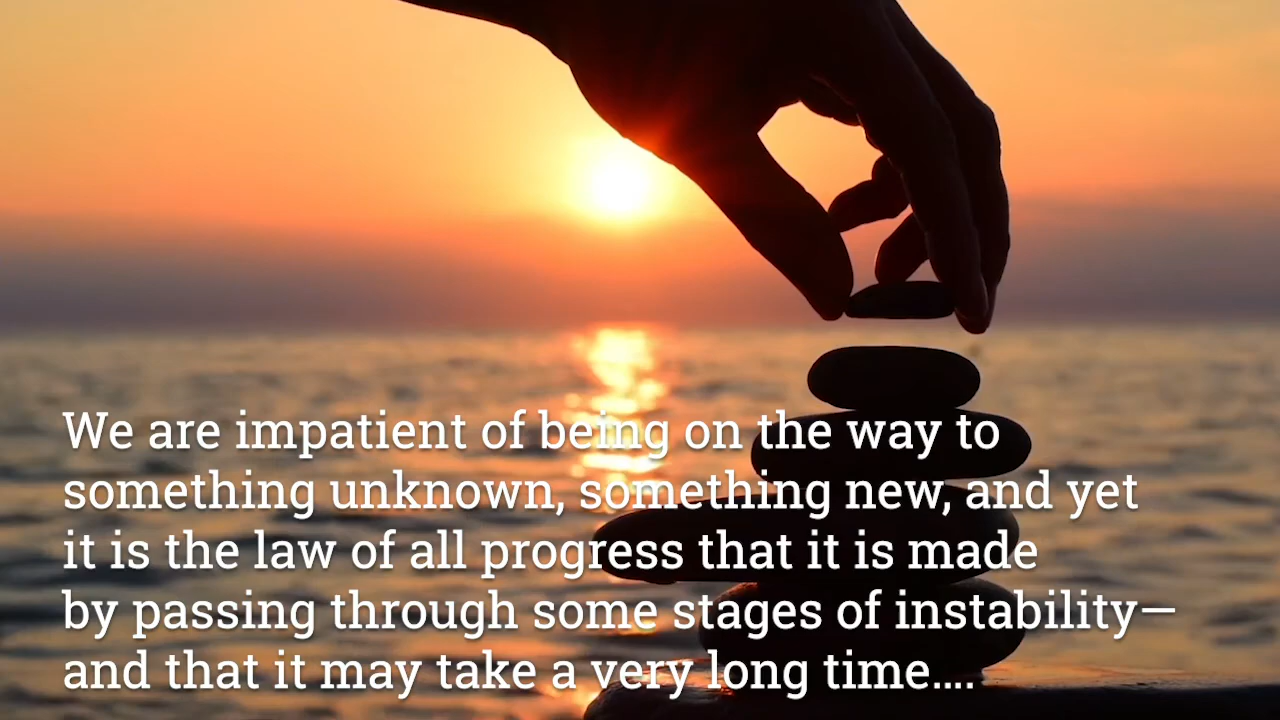 We are impatient of being on the way to
something unknown, something new, and yet
it is the law of all progress that it is made
by passing through some stages of instability—
and that it may take a very long time....